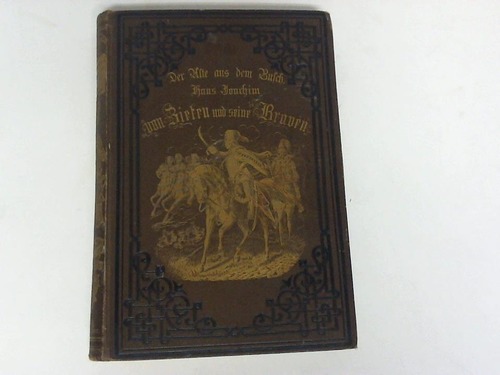 Der Alte aus dem Busch
Hans Joachim
von Zieten und seine Braven